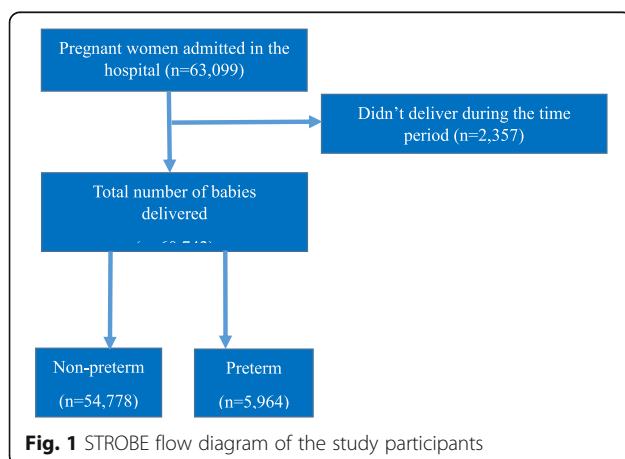 Pregnant women admitted in the
hospital (n=63,099)
Didn't deliver during the time
period (n=2,357)
Total number of babies
delivered
Non-preterm
(n=54,778)
Preterm
(n=5,964)
Fig. 1 STROBE flow diagram of the study participants